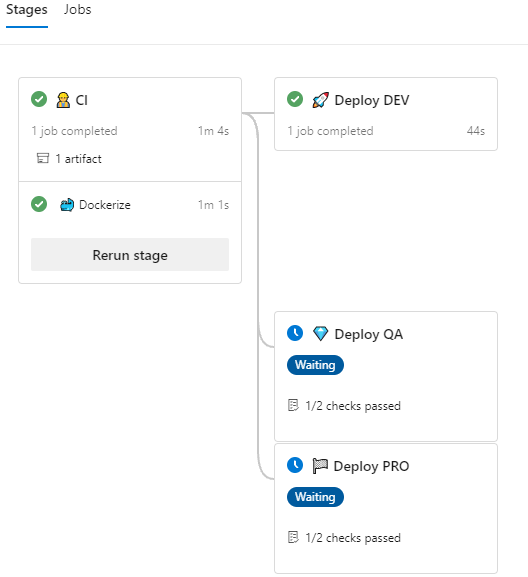 Stages Jobs
CI
1 job completed 1m 4s
1 artifact
Dockerize 1m 1s
Rerun stage
Deploy DEV
1 job completed 44s
Deploy QA
Waiting
1/2 checks passed
Deploy PRO
Waiting
1/2 checks passed